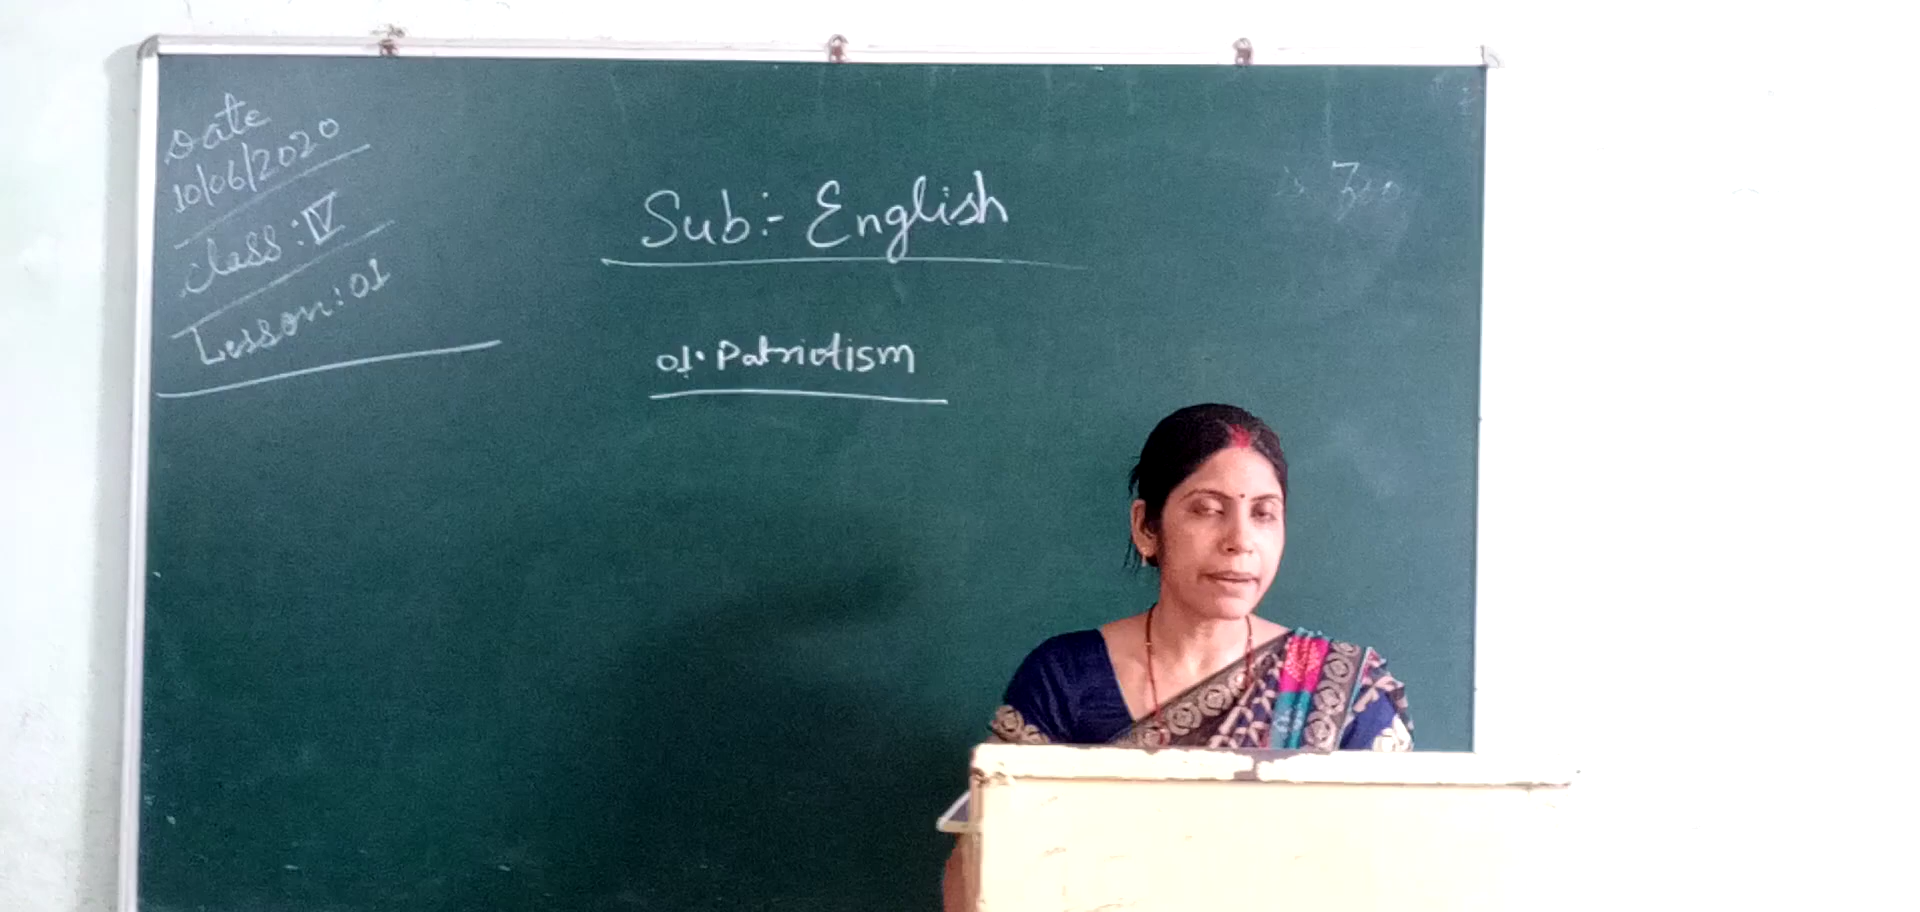 Date
10/06/2020
Class : IV
Lesson : 01
Sub:- English
01. Patriotism